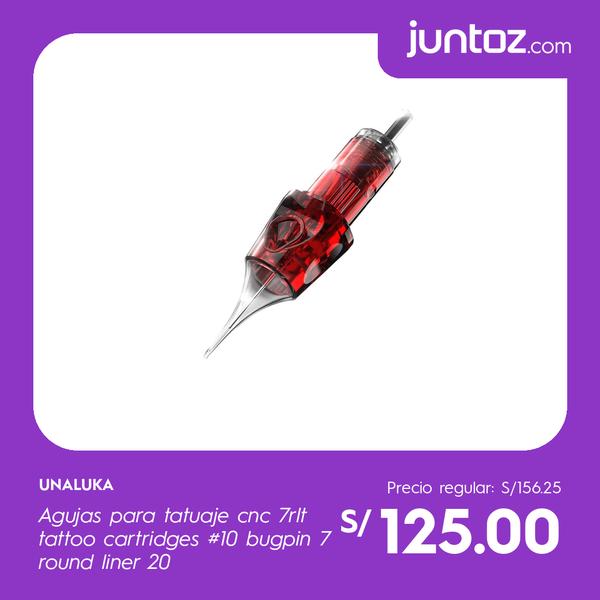 juntoz.com
UNALUKA
Agujas para tatuaje cnc 7rlt
tattoo cartridges #10 bugpin 7
round liner 20
Precio regular: S/156.25
S/125.00